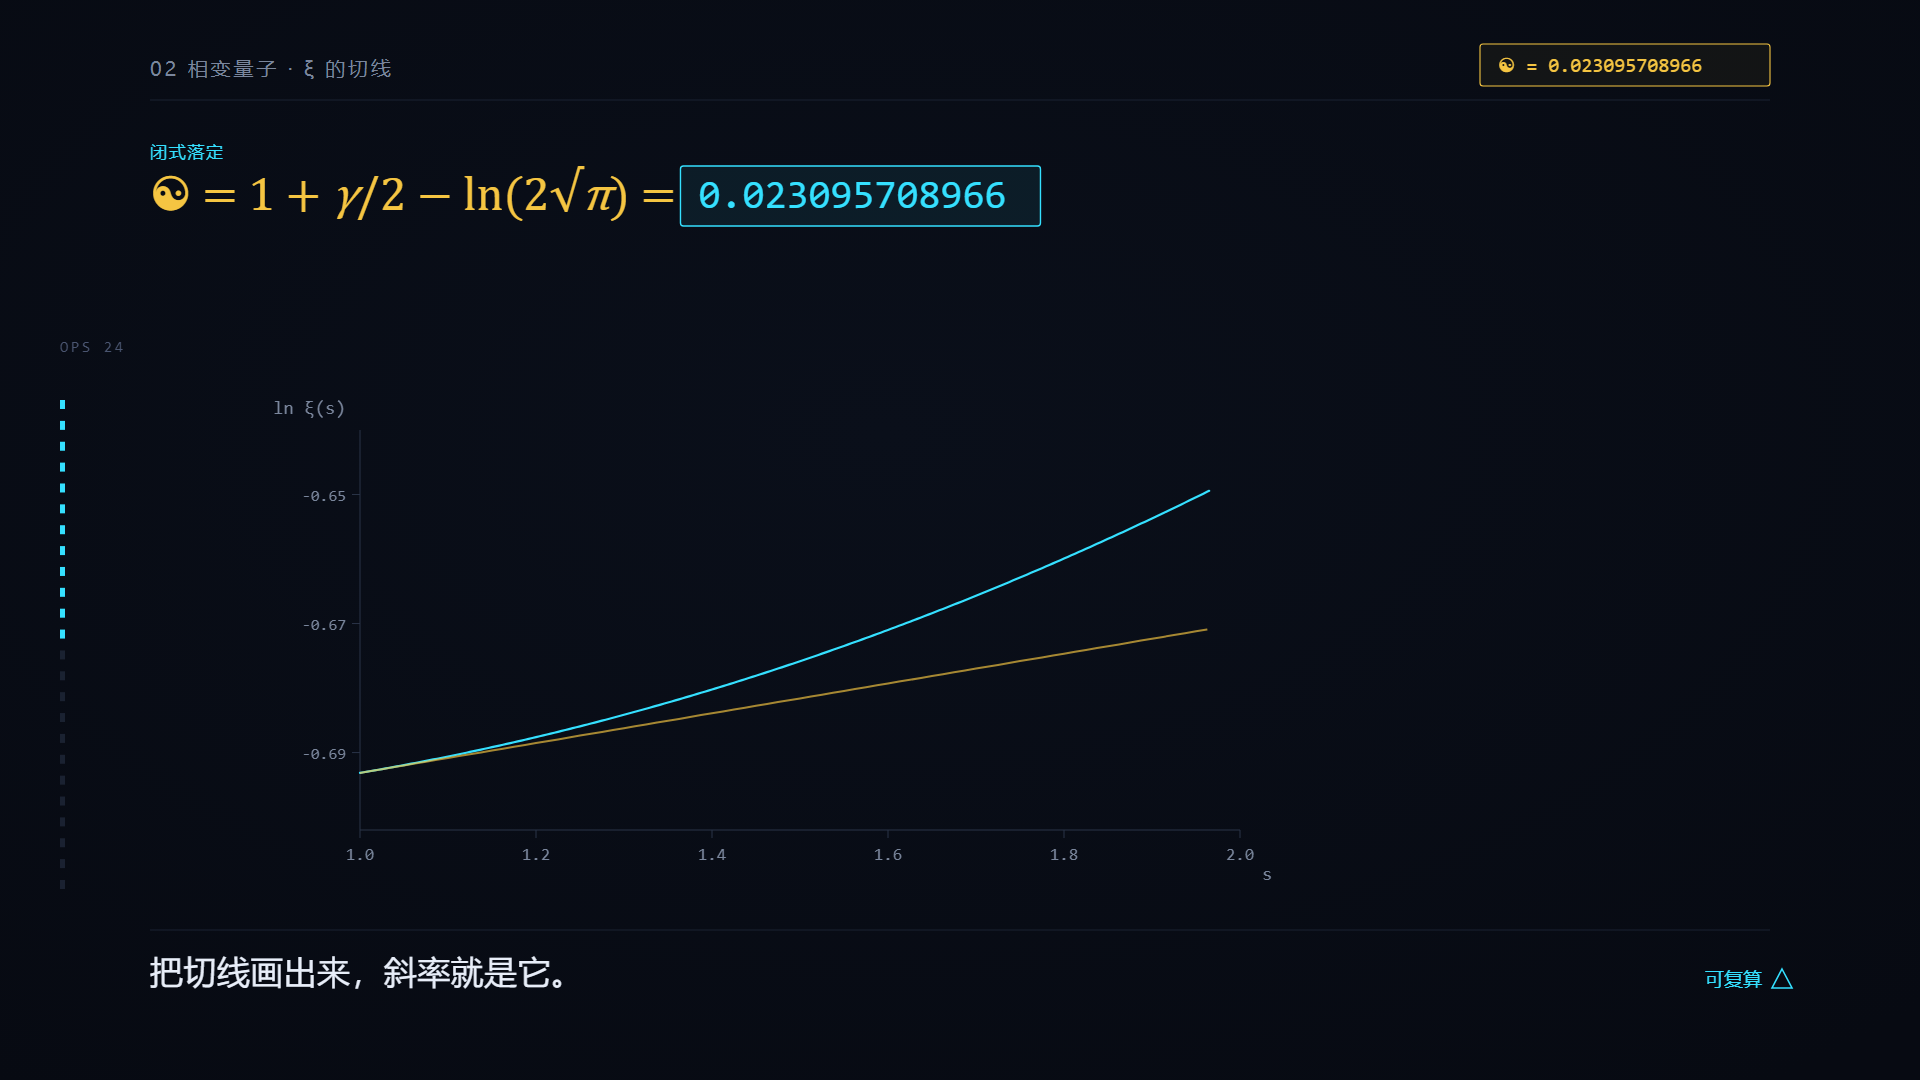 02 相变量子 · ξ 的切线
☯ = 0.023095708966
闭式落定
☯ = 1 + γ/2 − ln(2√π) = 0.023095708966
OPS 24
ln ξ(s)
-0.65
-0.67
-0.69
1.0 1.2 1.4 1.6 1.8 2.0
s
把切线画出来，斜率就是它。
可复算 △